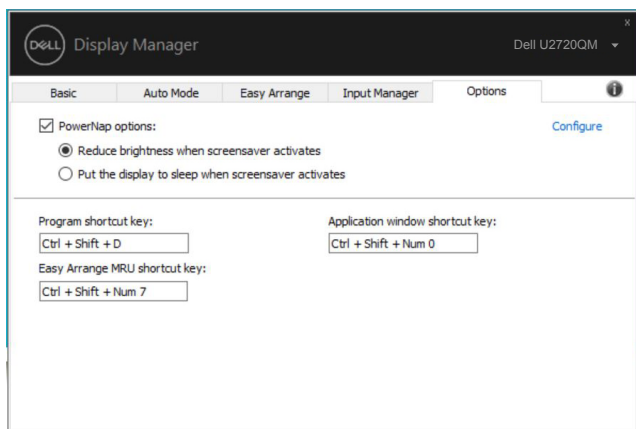 x
DELL Display Manager
Dell U2720QM
Basic Auto Mode Easy Arrange Input Manager Options i
PowerNap options: Configure
Reduce brightness when screensaver activates
Put the display to sleep when screensaver activates
Program shortcut key: Application window shortcut key:
Ctrl + Shift + D Ctrl + Shift + Num 0
Easy Arrange MRU shortcut key:
Ctrl + Shift + Num 7